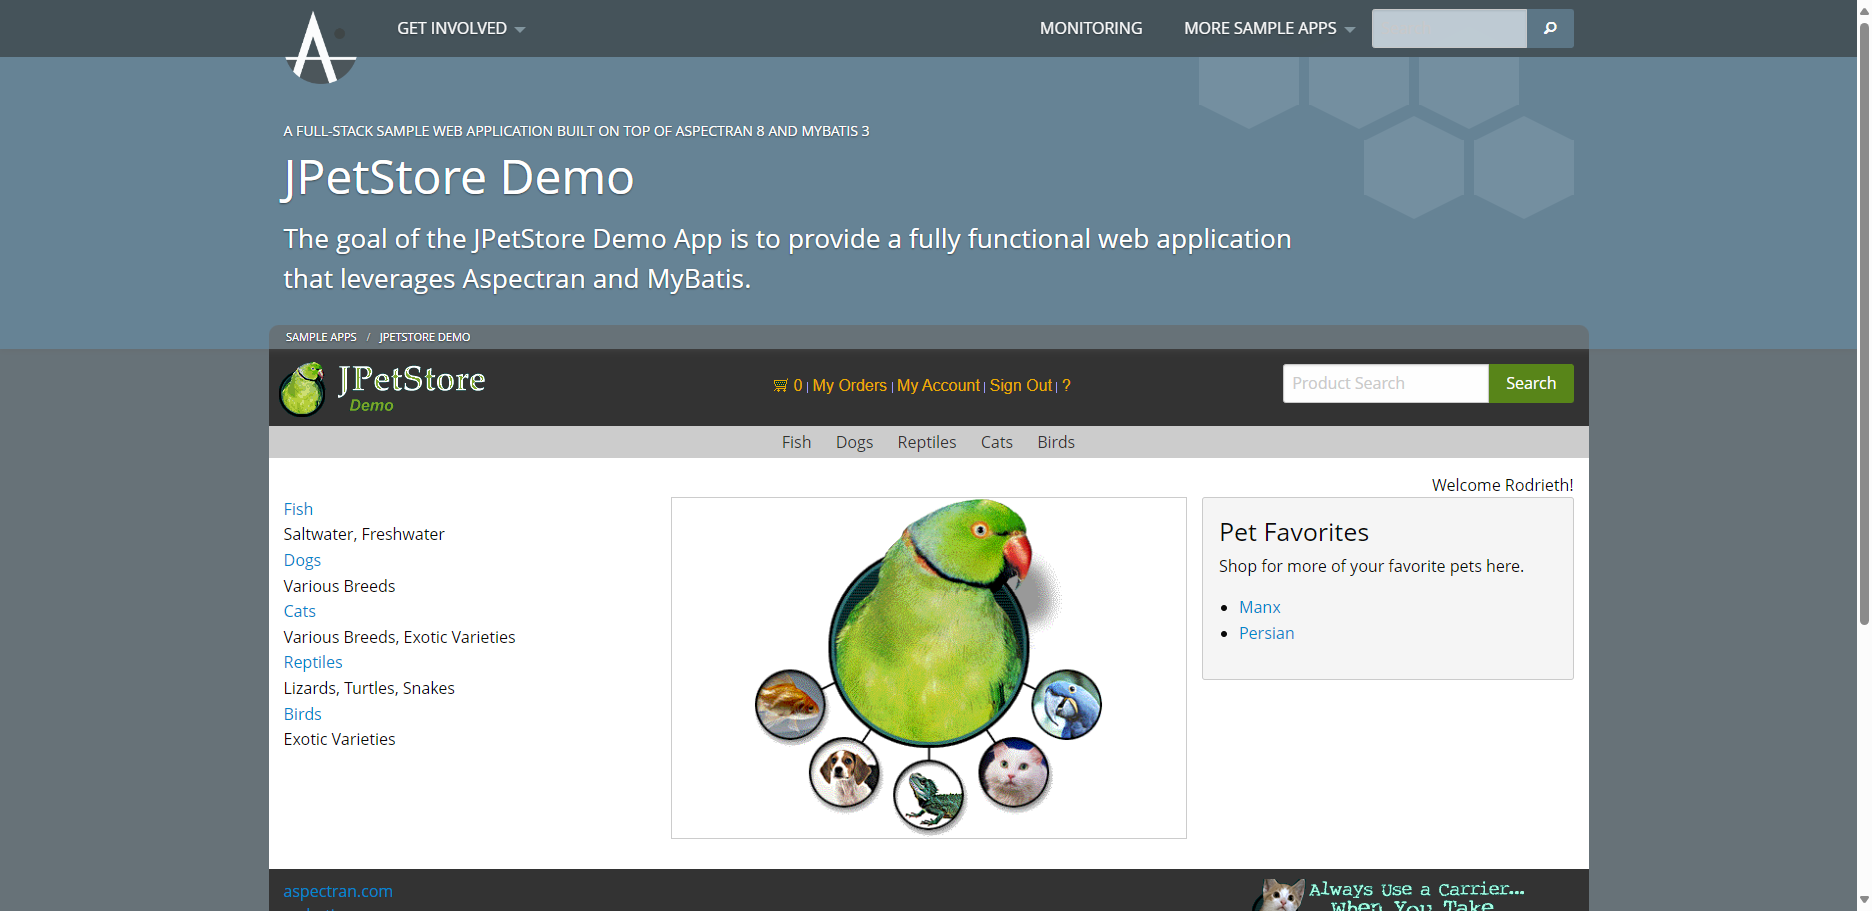 GET INVOLVED
MONITORING
MORE SAMPLE APPS
A FULL-STACK SAMPLE WEB APPLICATION BUILT ON TOP OF ASPECTRAN 8 AND MYBATIS 3
JPetStore Demo
The goal of the JPetStore Demo App is to provide a fully functional web application
that leverages Aspectran and MyBatis.
SAMPLE APPS / JPETSTORE DEMO
JPetStore
Demo
0 | My Orders | My Account | Sign Out | ?
Product Search
Search
Fish Dogs Reptiles Cats Birds
Welcome Rodrieth!
Fish
Saltwater, Freshwater
Dogs
Various Breeds
Cats
Various Breeds, Exotic Varieties
Reptiles
Lizards, Turtles, Snakes
Birds
Exotic Varieties
Pet Favorites
Shop for more of your favorite pets here.
Manx
Persian
aspectran.com
Always Use a Carrier...
When You Take